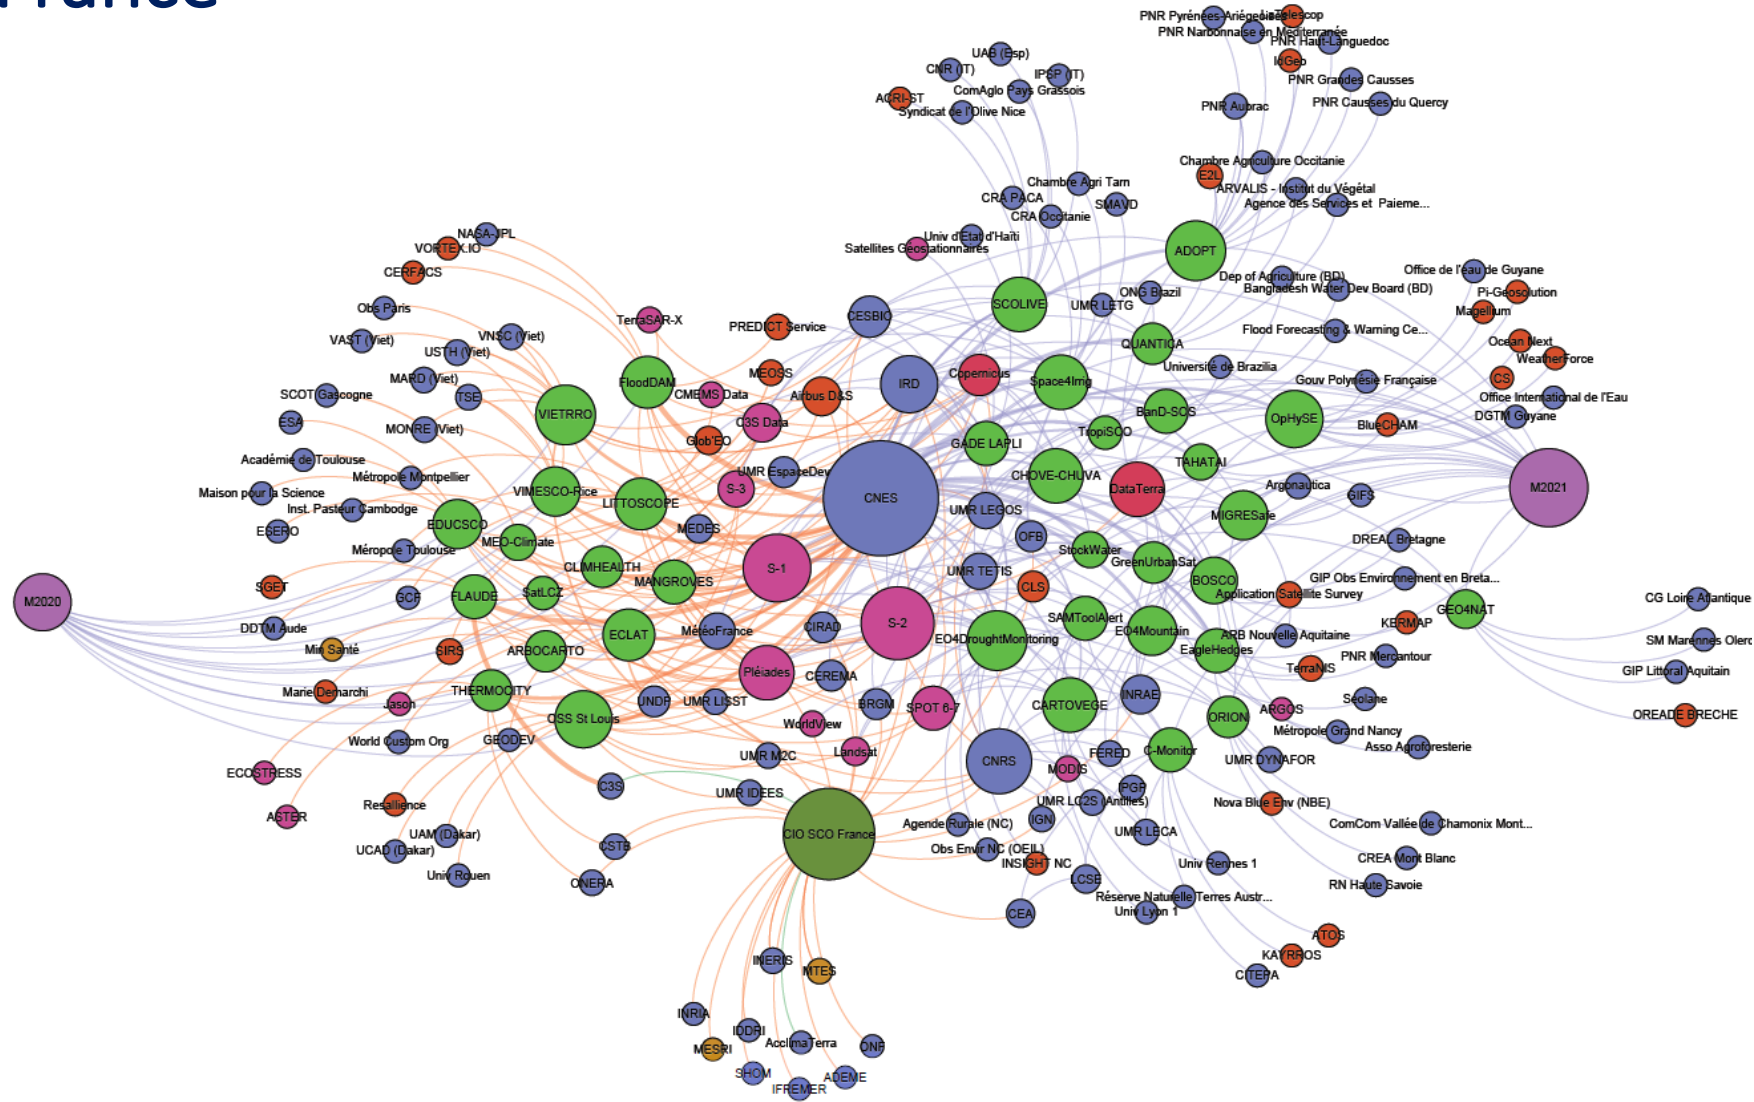 France
PNR Pyrénées-Ariégeoises
Telescop
PNR Narbonnaise en Méditerranée
PNR Haut-Languedoc
UAB (Esp)
IdGeo
CNR (IT)
IPSP (IT)
PNR Grandes Causses
ComAglo Pays Grassois
ACRI-ST
PNR Aubrac
PNR Causses du Quercy
Syndicat de l'Olive Nice
Chambre Agriculture Occitanie
E2L
Chambre Agri Tarn
ARVALIS - Institut du Végétal
CRA PACA
SMAVD
Agence des Services et Paieme...
CRA Occitanie
NASA-JPL
Univ d'Etat d'Haïti
VORTEX.IO
Satellites Géostationnaires
ADOPT
CERFACS
Office de l'eau de Guyane
Dep of Agriculture (BD)
Bangladesh Water Dev Board (BD)
ONG Brazil
Pi-Geosolution
SCOLIVE
UMR LETG
Obs Paris
Magellium
CESBIO
TerraSAR-X
PREDICT Service
Flood Forecasting & Warning Ce...
VNSC (Viet)
VAST (Viet)
QUANTICA
Ocean Next
USTH (Viet)
WeatherForce
Université de Brazilia
MEOSS
Copernicus
MARD (Viet)
FloodDAM
IRD
Space4Irrig
Gouv Polynésie Française
CS
SCOT Gascogne
TSE
CMEMS Data
Airbus D&S
Office International de l'Eau
VIETRRO
BanD-SOS
DGTM Guyane
ESA
C3S Data
OpHySE
BlueCHAM
MONRE (Viet)
TropiSCO
Glob'EO
GADE LAPLI
Académie de Toulouse
TAHATAI
UMR EspaceDev
Métropole Montpellier
CHOVE-CHUVA
Argonautica
Maison pour la Science
VIMESCO-Rice
S-3
DataTerra
M2021
GIFS
CNES
LITTOSCOPE
Inst. Pasteur Cambodge
UMR LEGOS
MIGRESafe
EDUCSCO
ESERO
MEDES
OFB
MEO-Climate
DREAL Bretagne
Méropole Toulouse
StockWater
GreenUrbanSat
CLIMHEALTH
S-1
UMR TETIS
GIP Obs Environnement en Breta...
BOSCO
MANGROVES
SGET
CLS
SatLCZ
FLAUDE
GCF
Application Satellite Survey
CG Loire Atlantique
M2020
GEO4NAT
SAMToolAlert
S-2
KERMAP
DDTM Aude
MétéoFrance
CIRAD
EO4Mountain
ECLAT
ARB Nouvelle Aquitaine
EO4DroughtMonitoring
SM Marennes Olero
Min Santé
SIRS
ARBOCARTO
EagleHedges
PNR Mercantour
TerraNIS
GIP Littoral Aquitain
Pléiades
CEREMA
Marie Demarchi
THERMOCITY
INRAE
Jason
UNDP
UMR LISST
BRGM
SPOT 6-7
CARTOVEGE
Séolane
ARGOS
OREADE BRECHE
CSS St Louis
ORION
WorldView
Métropole Grand Nancy
World Custom Org
GEODEV
Asso Agroforesterie
Landsat
FERED
C-Monitor
UMR M2C
UMR DYNAFOR
CNRS
MODIS
ECOSTRESS
C3S
IPGP
UMR IDEES
UMR LC2S (Antilles)
Resallience
Nova Blue Env (NBE)
ASTER
IGN
Agende Rurale (NC)
ComCom Vallée de Chamonix Mont...
CIO SCO France
UAM (Dakar)
UMR LECA
CSTB
Obs Envir NC (OEIL)
UCAD (Dakar)
CREA Mont Blanc
INSIGHT NC
Univ Rennes 1
Univ Rouen
ONERA
LCSE
RN Haute Savoie
Réserve Naturelle Terres Austr...
CEA
Univ Lyon 1
ATOS
KAYRROS
INERIS
MTES
CITEPA
INRIA
IDDRI
AcclimaTerra
MESRI
ONF
SHOM
ADEME
IFREMER